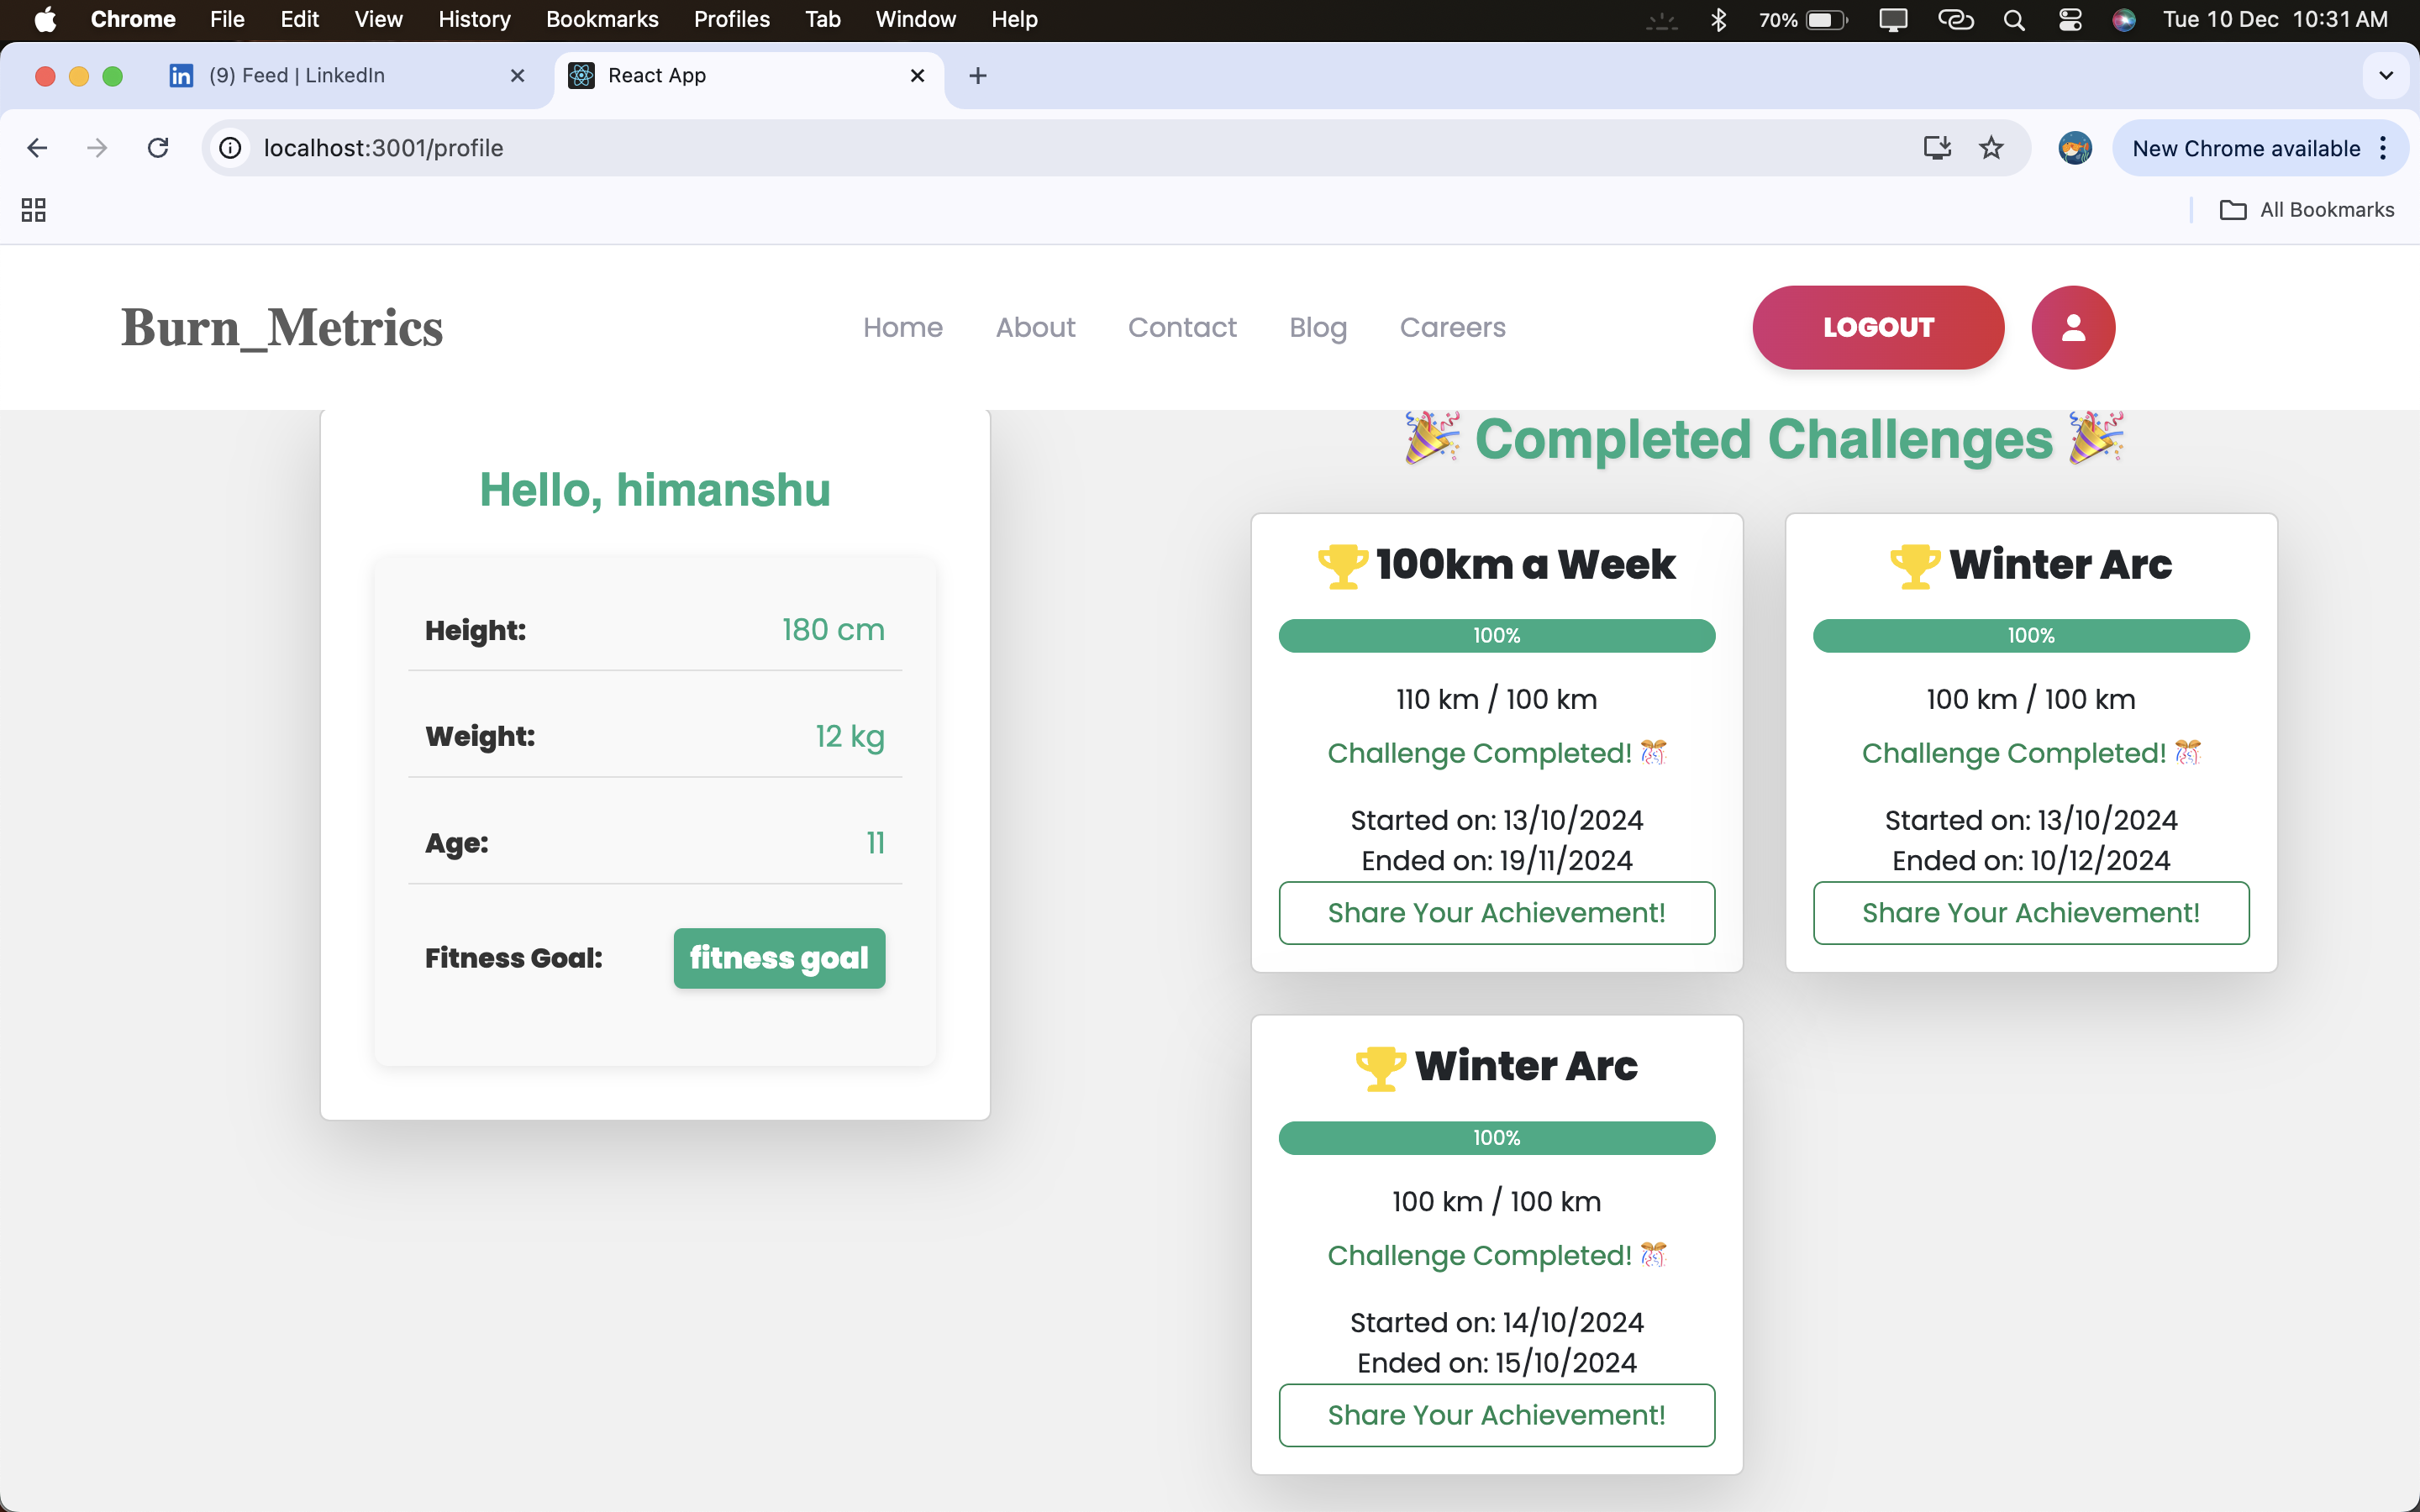 Chrome File Edit View History Bookmarks Profiles Tab Window Help 70% Tue 10 Dec 10:31 AM
(9) Feed | LinkedIn React App
localhost:3001/profile New Chrome available
All Bookmarks
Burn_Metrics Home About Contact Blog Careers LOGOUT
Hello, himanshu
Height: 180 cm
Weight: 12 kg
Age: 11
Fitness Goal: fitness goal
🎉 Completed Challenges 🎉
🏆 100km a Week
100%
110 km / 100 km
Challenge Completed! 🎊
Started on: 13/10/2024
Ended on: 19/11/2024
Share Your Achievement!
🏆 Winter Arc
100%
100 km / 100 km
Challenge Completed! 🎊
Started on: 13/10/2024
Ended on: 10/12/2024
Share Your Achievement!
🏆 Winter Arc
100%
100 km / 100 km
Challenge Completed! 🎊
Started on: 14/10/2024
Ended on: 15/10/2024
Share Your Achievement!